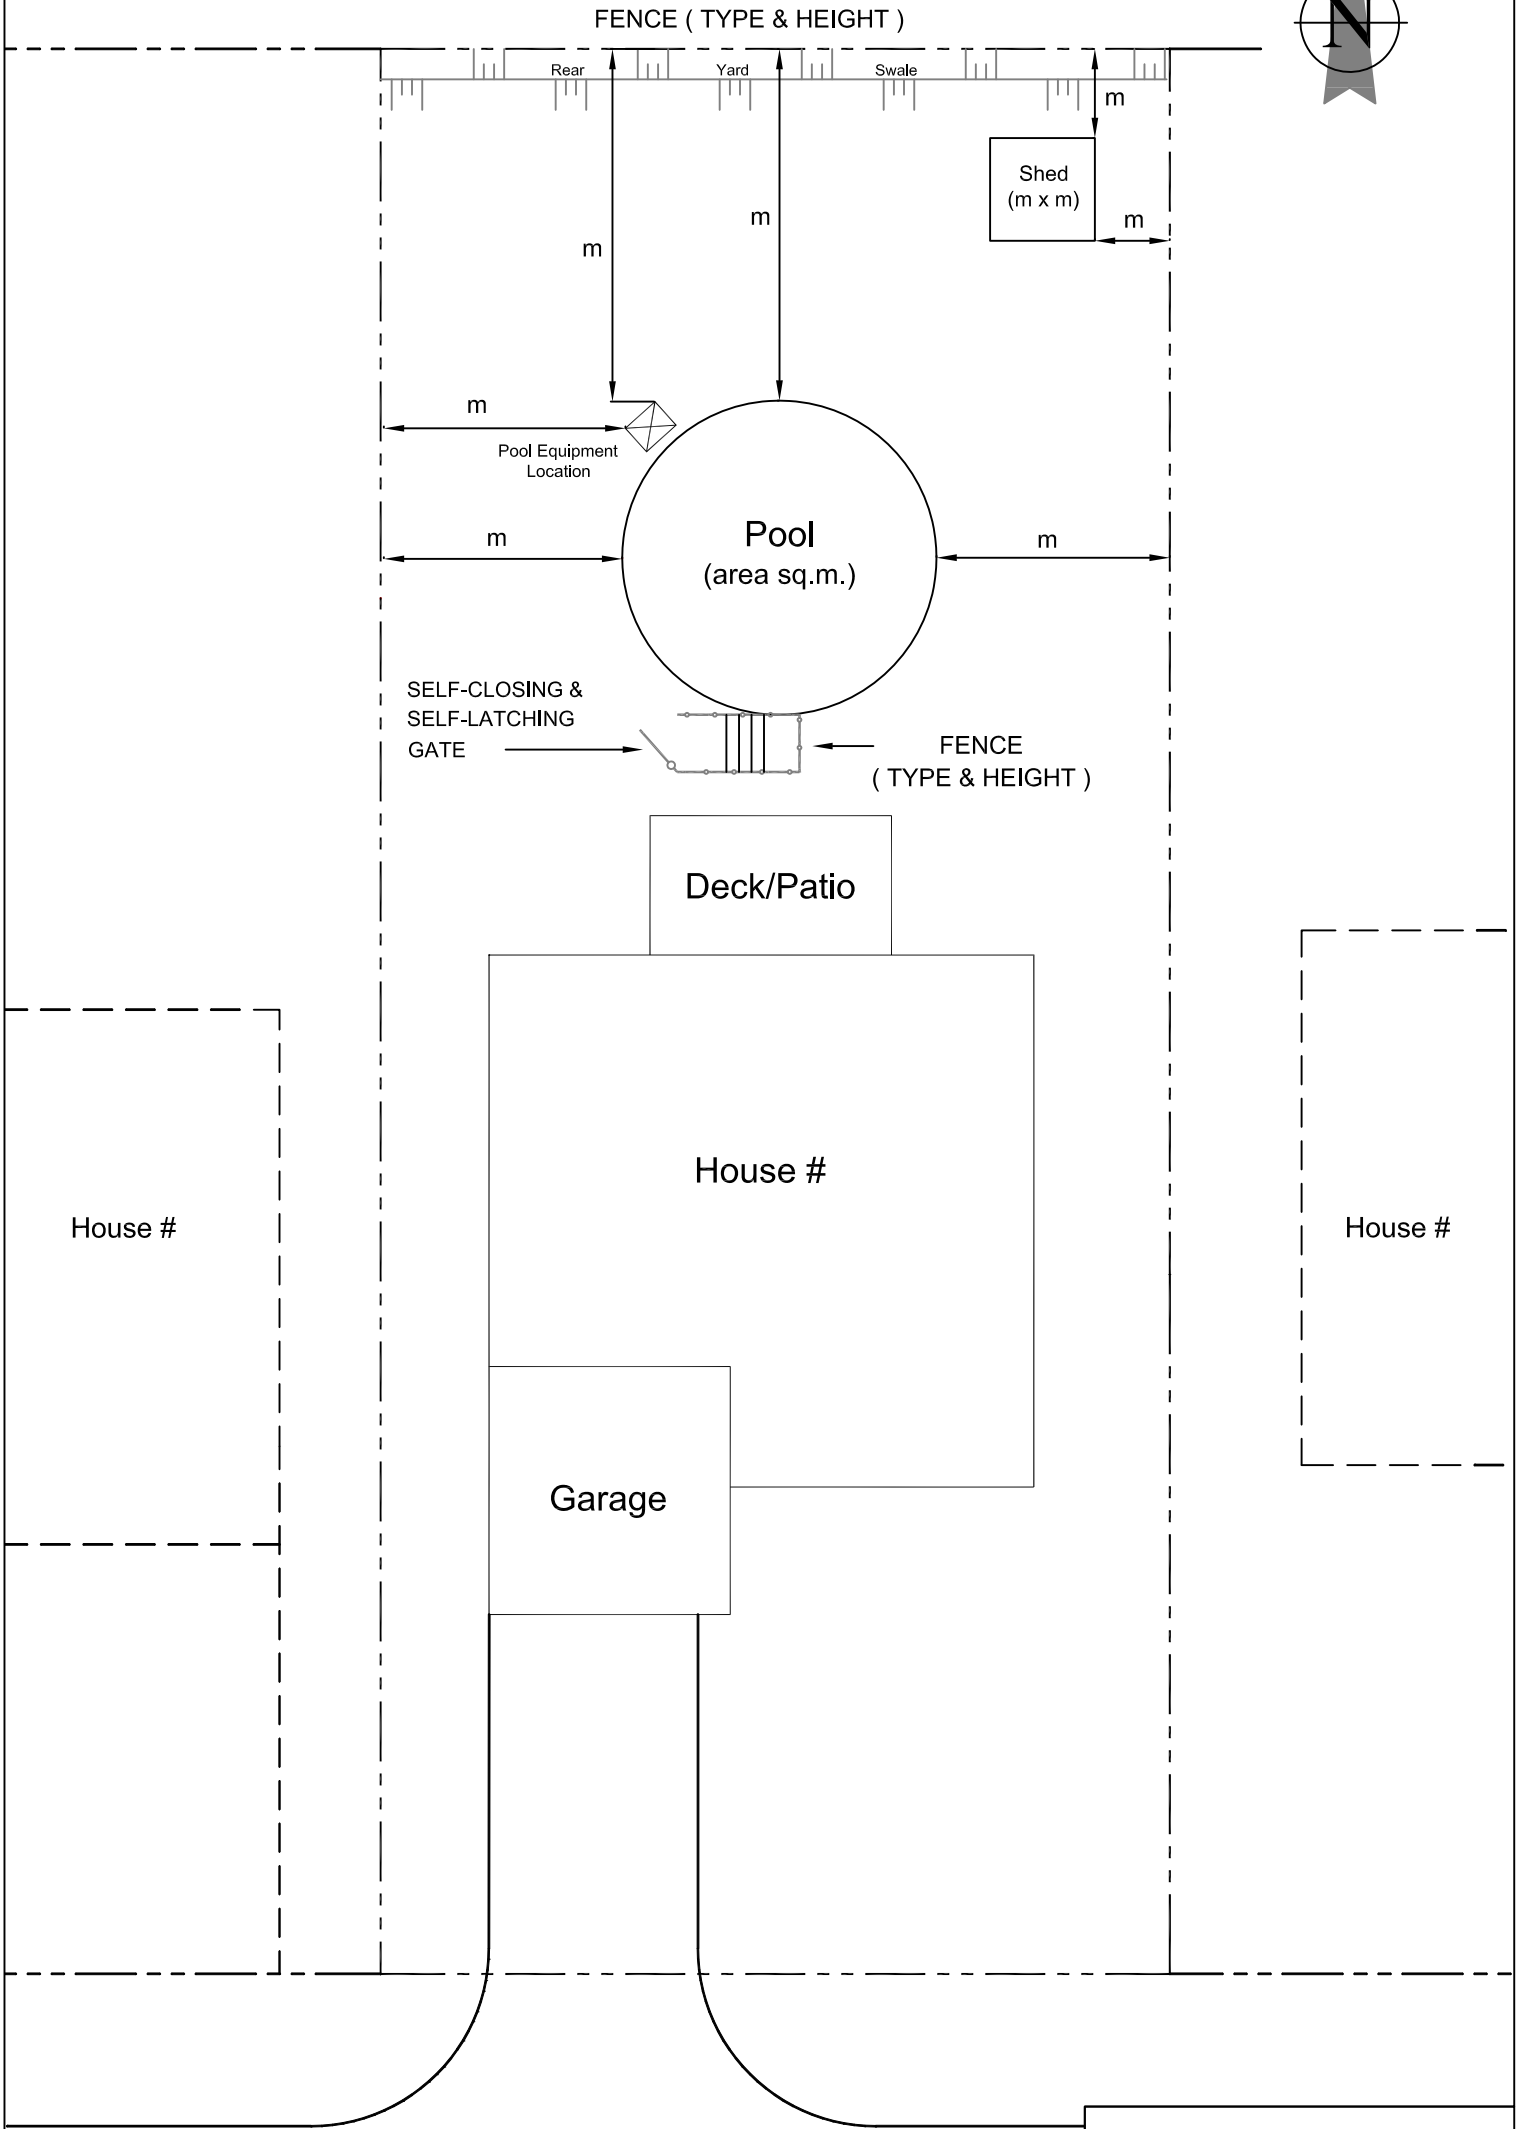 FENCE ( TYPE & HEIGHT )
N
Rear Yard Swale
m
Shed
(m x m)
m
m
m
m
Pool Equipment
Location
m
Pool
(area sq.m.)
m
SELF-CLOSING &
SELF-LATCHING
GATE
FENCE
( TYPE & HEIGHT )
Deck/Patio
House #
House #
House #
Garage